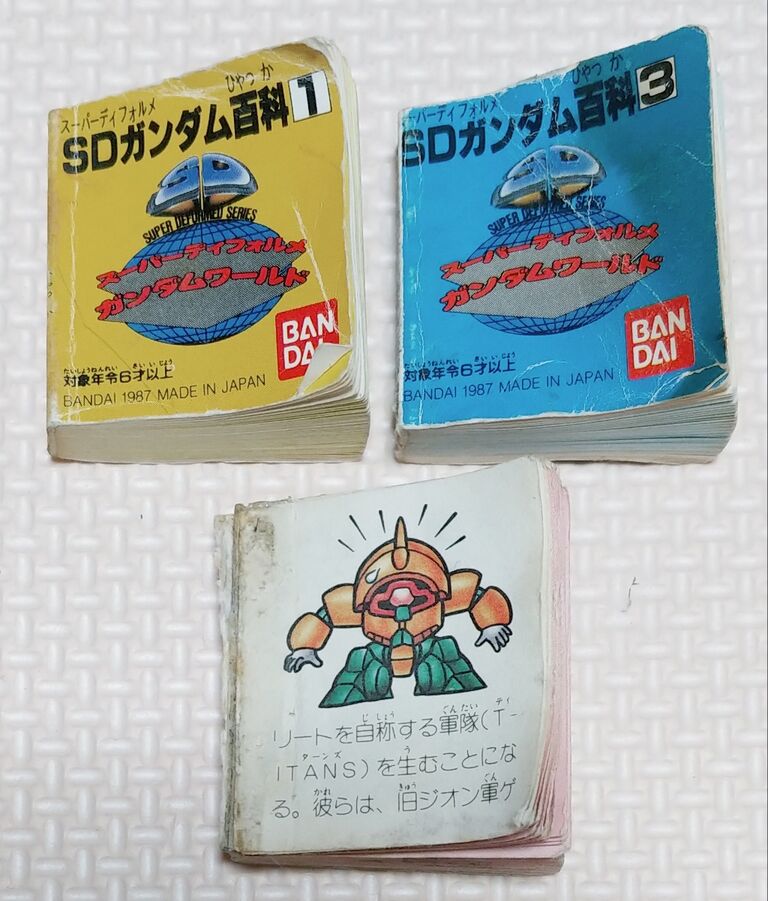 ひゃっか
スーパーディフォルメ
SDガンダム百科1
SD
SUPER DEFORMED SERIES
スーパーディフォルメ
ガンダムワールド
BAN
DAI
たいしょうねんれい さい いじょう
対象年令6才以上
BANDAI 1987 MADE IN JAPAN
ひゃっか
スーパーディフォルメ
SDガンダム百科3
SD
SUPER DEFORMED SERIES
スーパーディフォルメ
ガンダムワールド
BAN
DAI
たいしょうねんれい さい いじょう
対象年令6才以上
BANDAI 1987 MADE IN JAPAN
じしょう ぐんたい ティ
リートを自称する軍隊(T-
ターンズ う
ITANS)を生むことにな
かれ きゅう ぐん
る。彼らは、旧ジオン軍ゲ